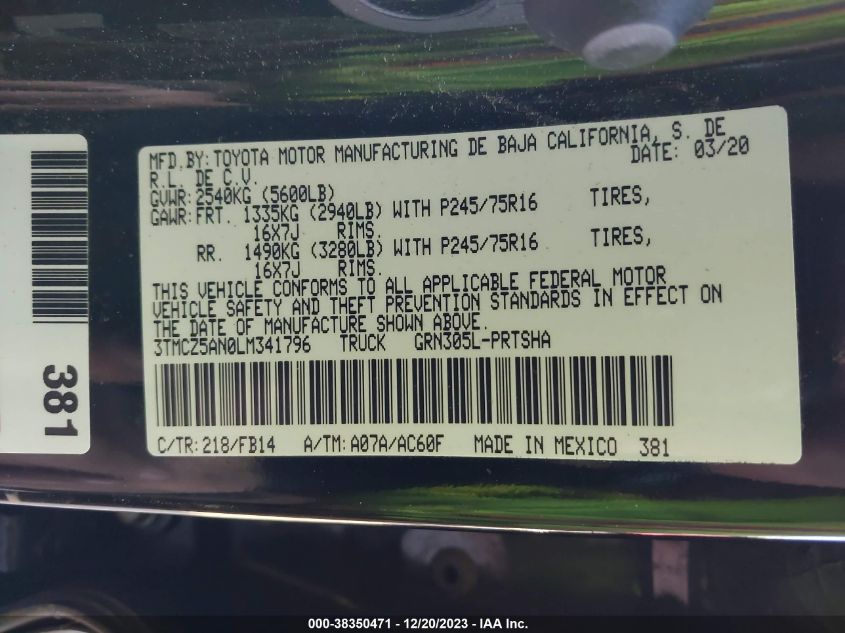 MFD.BY: TOYOTA MOTOR MANUFACTURING DE BAJA CALIFORNIA, S. DE
R.L. DE C.V. DATE: 03/20
GVWR: 2540KG (5600LB)
GAWR: FRT. 1335KG (2940LB) WITH P245/75R16 TIRES,
16X7J RIMS.
RR. 1490KG (3280LB) WITH P245/75R16 TIRES,
16X7J RIMS.
THIS VEHICLE CONFORMS TO ALL APPLICABLE FEDERAL MOTOR
VEHICLE SAFETY AND THEFT PREVENTION STANDARDS IN EFFECT ON
THE DATE OF MANUFACTURE SHOWN ABOVE.
3TMCZ5AN0LM341796 TRUCK GRN305L-PRTSHA
C/TR: 218/FB14 A/TM: A07A/AC60F MADE IN MEXICO 381
381
000-38350471 - 12/20/2023 - IAA Inc.